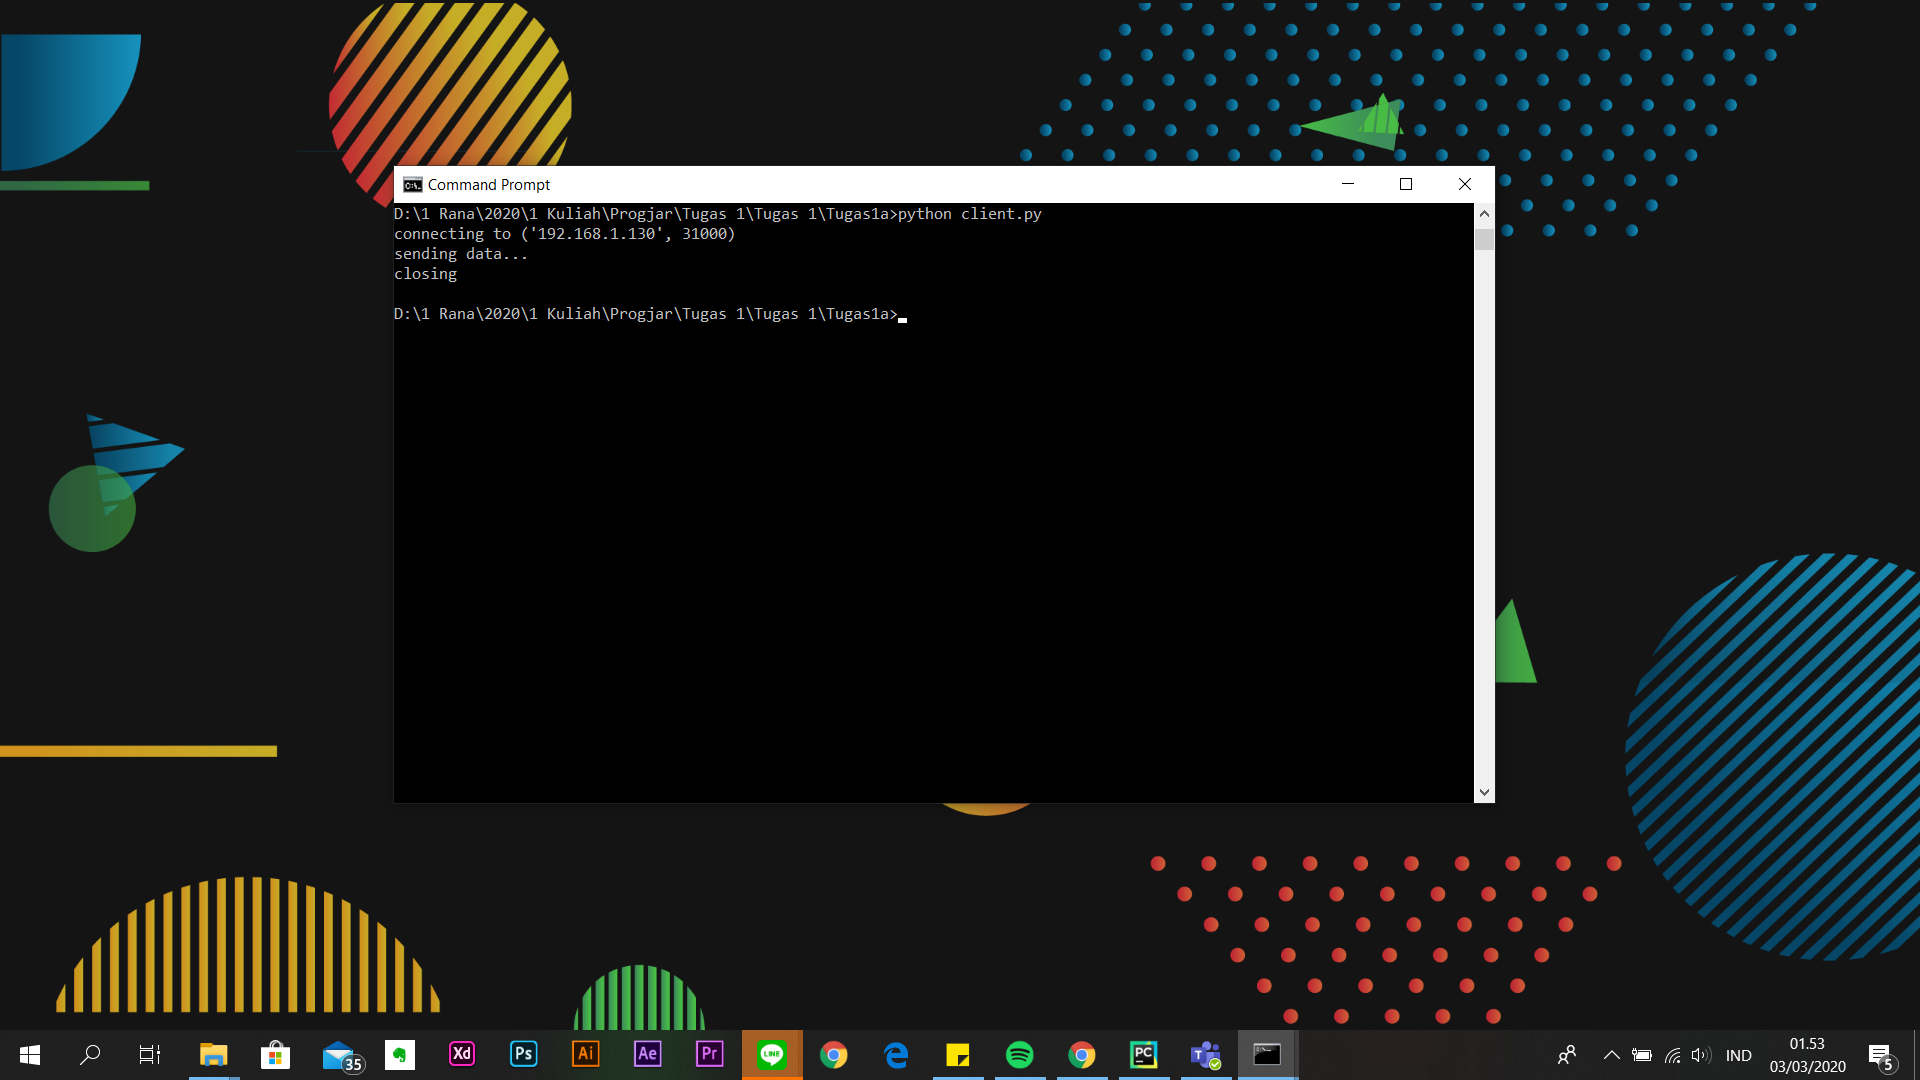 Command Prompt
D:\1 Rana\2020\1 Kuliah\Progjar\Tugas 1\Tugas 1\Tugas1a>python client.py
connecting to ('192.168.1.130', 31000)
sending data...
closing
D:\1 Rana\2020\1 Kuliah\Progjar\Tugas 1\Tugas 1\Tugas1a>
35
Xd
Ps
Ai
Ae
Pr
LINE
PC
T
IND
01.53
03/03/2020
5